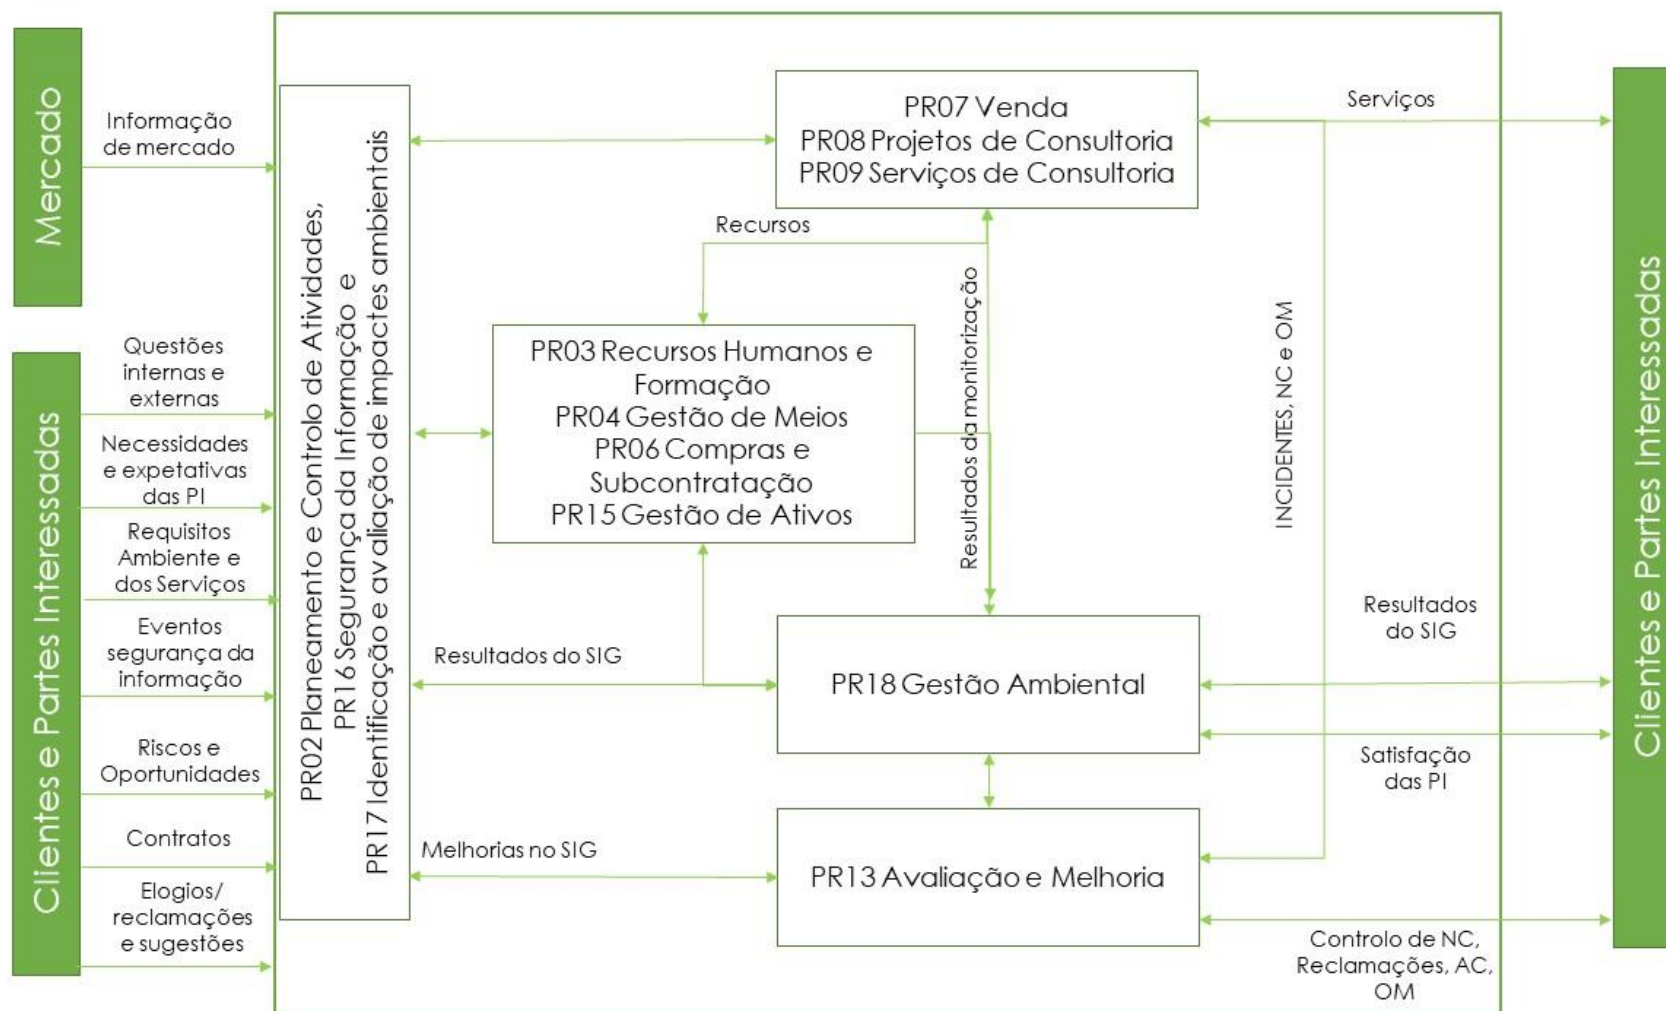 Mercado
Informação
de mercado
Clientes e Partes Interessadas
Questões
internas e
externas
Necessidades
e expetativas
das PI
Requisitos
Ambiente e
dos Serviços
Eventos
segurança da
informação
Riscos e
Oportunidades
Contratos
Elogios/
reclamações
e sugestões
PR02 Planeamento e Controlo de Atividades,
PR16 Segurança da Informação e
PR17 Identificação e avaliação de impactes ambientais
PR07 Venda
PR08 Projetos de Consultoria
PR09 Serviços de Consultoria
Recursos
PR03 Recursos Humanos e
Formação
PR04 Gestão de Meios
PR06 Compras e
Subcontratação
PR15 Gestão de Ativos
Resultados da monitorização
INCIDENTES, NC e OM
Resultados do SIG
PR18 Gestão Ambiental
Melhorias no SIG
PR13 Avaliação e Melhoria
Serviços
Resultados
do SIG
Satisfação
das PI
Controlo de NC,
Reclamações, AC,
OM
Clientes e Partes Interessadas